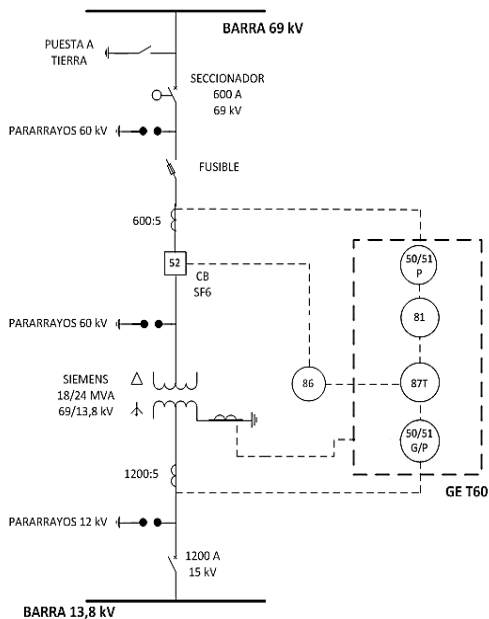 BARRA 69 kV
PUESTA A
TIERRA
SECCIONADOR
600 A
69 kV
PARARRAYOS 60 kV
FUSIBLE
600:5
50/51
P
52
CB
SF6
81
PARARRAYOS 60 kV
SIEMENS
18/24 MVA
69/13,8 kV
86
87T
50/51
G/P
1200:5
GE T60
PARARRAYOS 12 kV
1200 A
15 kV
BARRA 13,8 kV